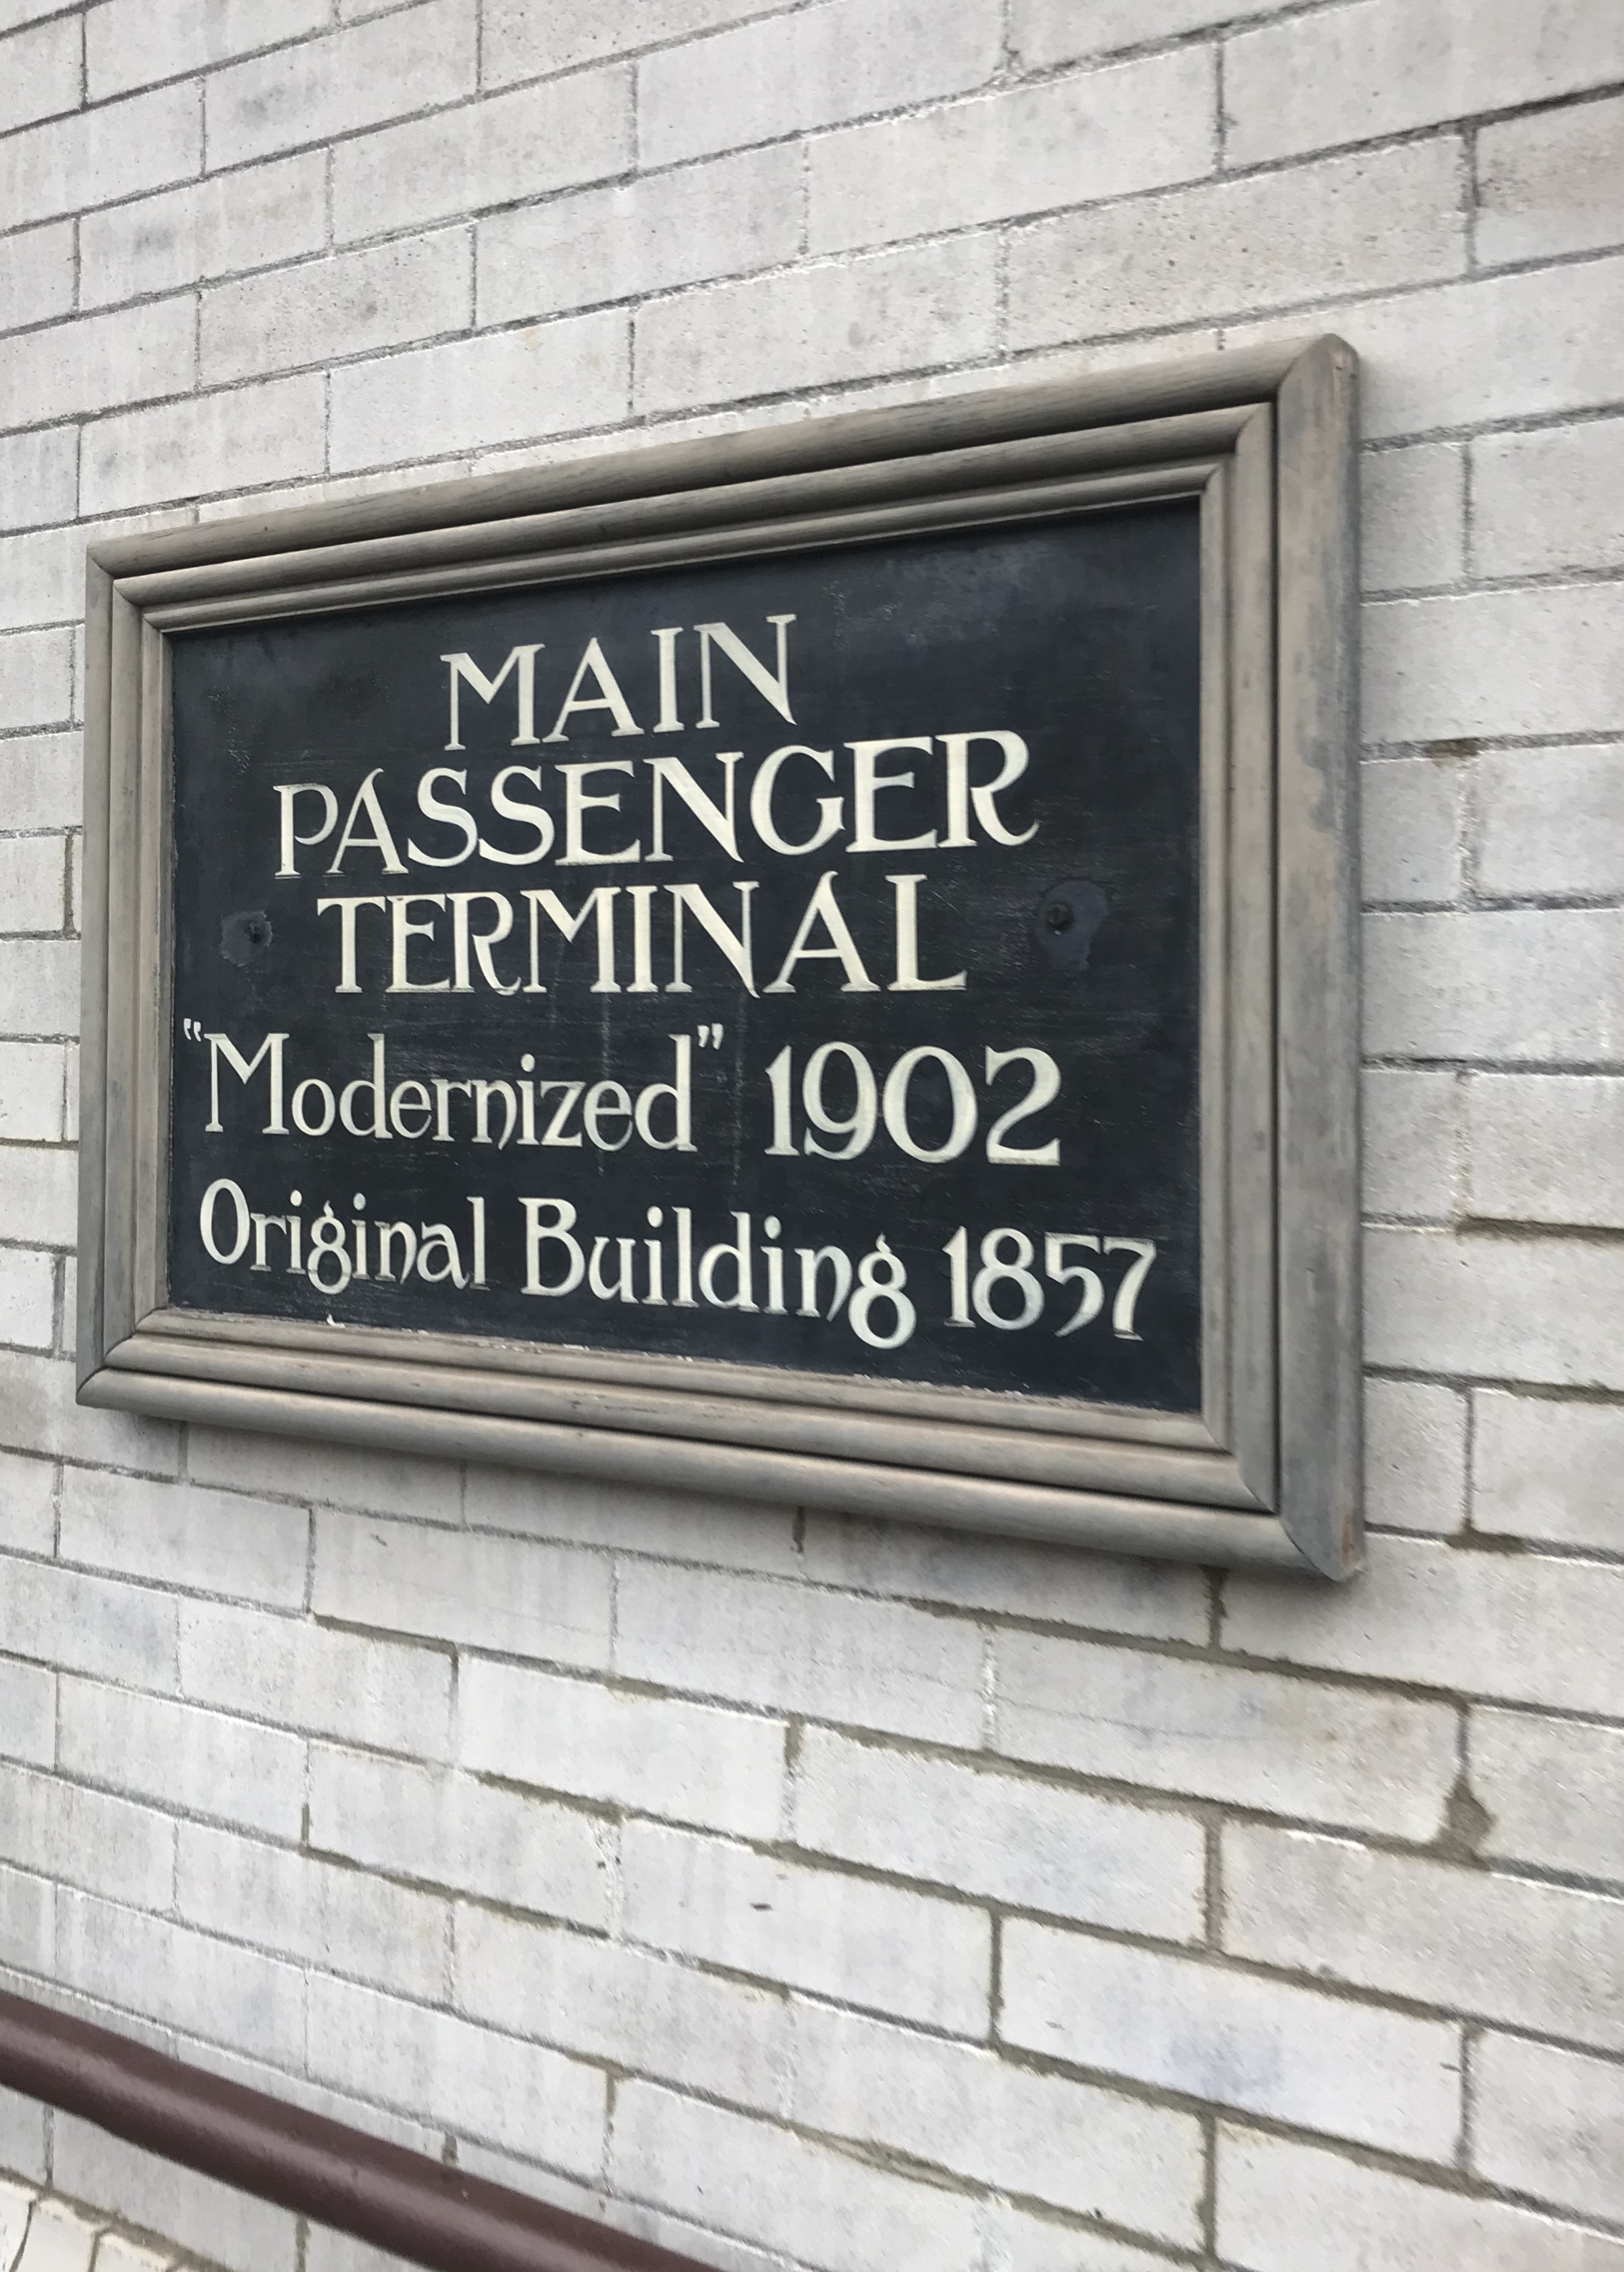 MAIN
PASSENGER
TERMINAL
"Modernized" 1902
Original Building 1857